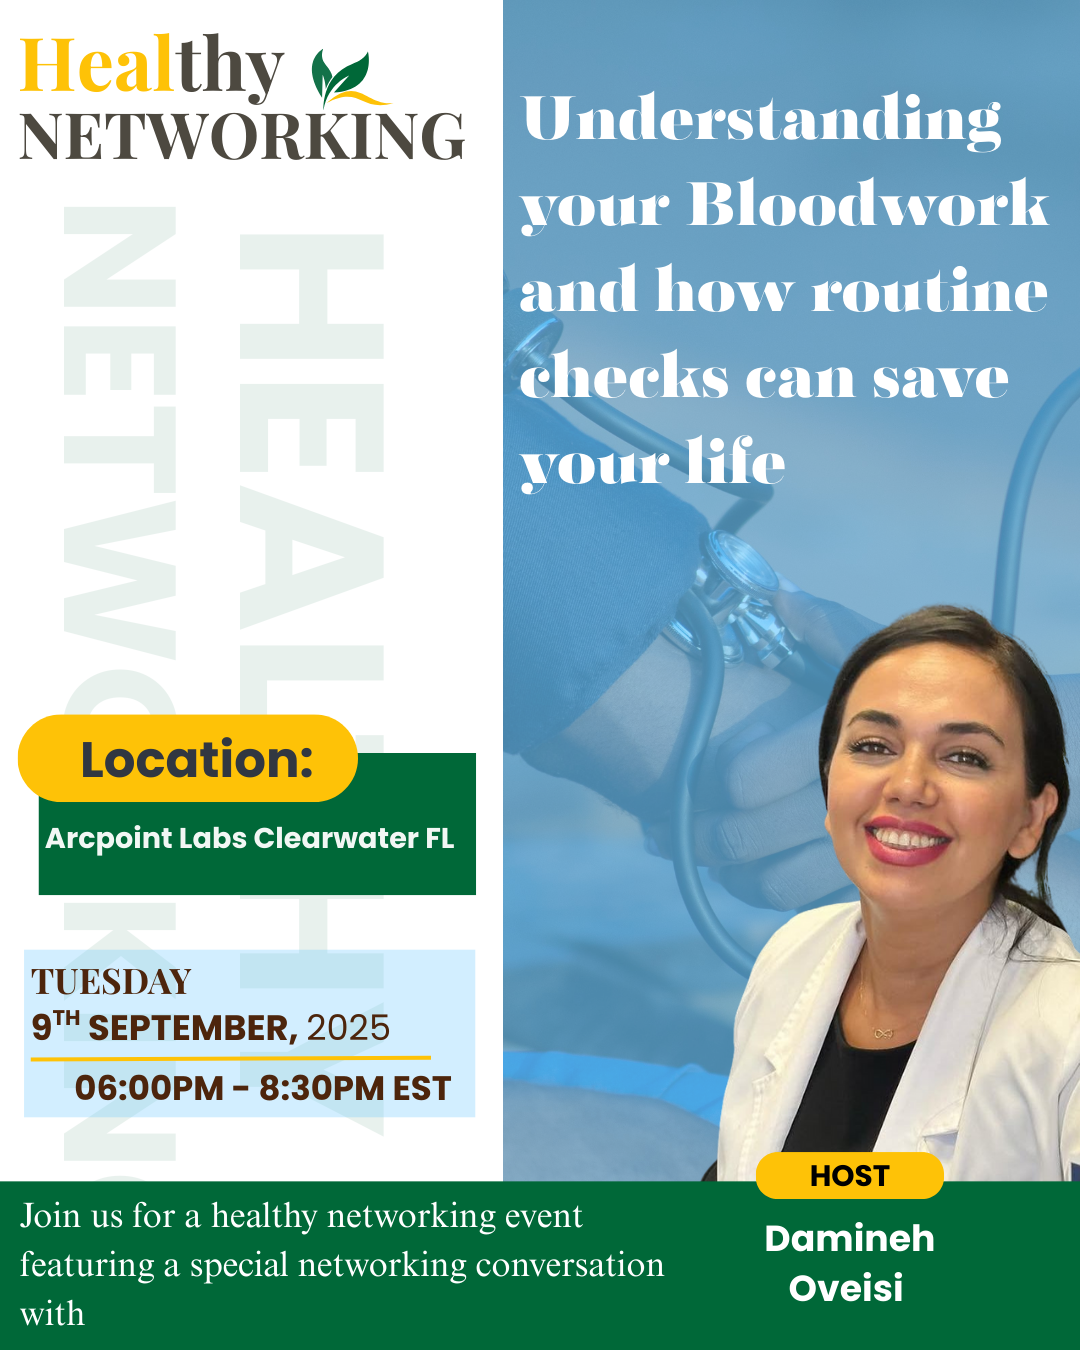 Healthy
NETWORKING
Understanding
your Bloodwork
and how routine
checks can save
your life
HEALTHY
NETWORKIN
Location:
Arcpoint Labs Clearwater FL
TUESDAY
9TH SEPTEMBER, 2025
06:00PM - 8:30PM EST
HOST
Damineh
Oveisi
Join us for a healthy networking event
featuring a special networking conversation
with